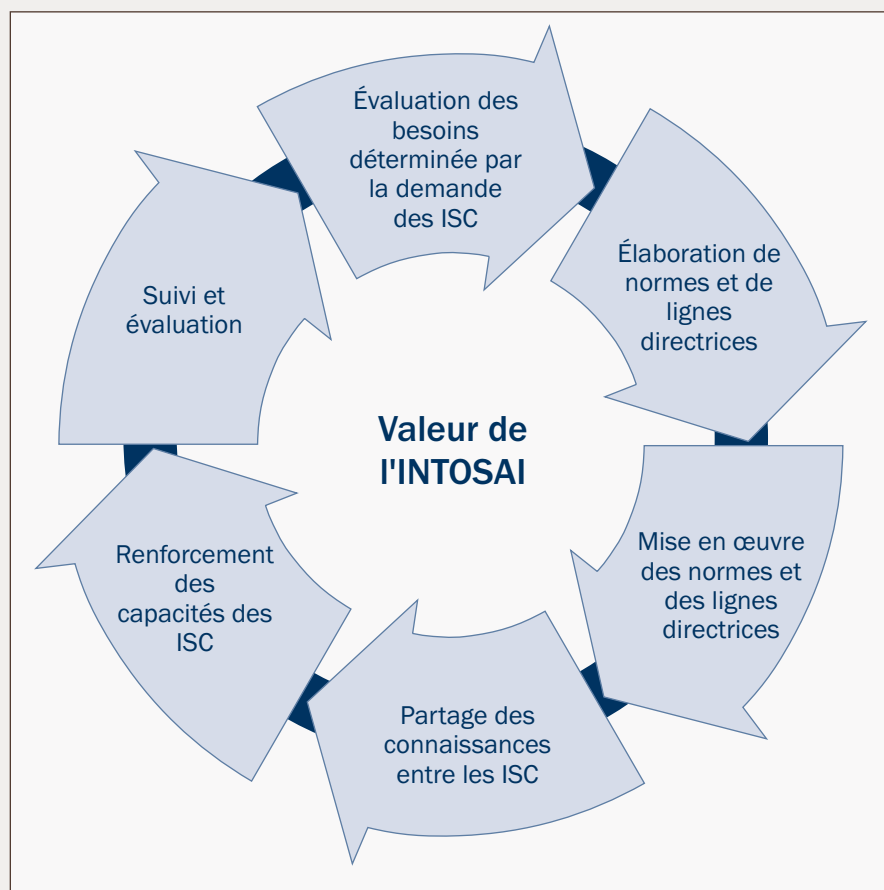 Évaluation des
besoins
déterminée par
la demande
des ISC
Élaboration de
normes et de
lignes
directrices
Mise en œuvre
des normes et
des lignes
directrices
Partage des
connaissances
entre les ISC
Renforcement
des
capacités des
ISC
Suivi et
évaluation
Valeur de
l'INTOSAI